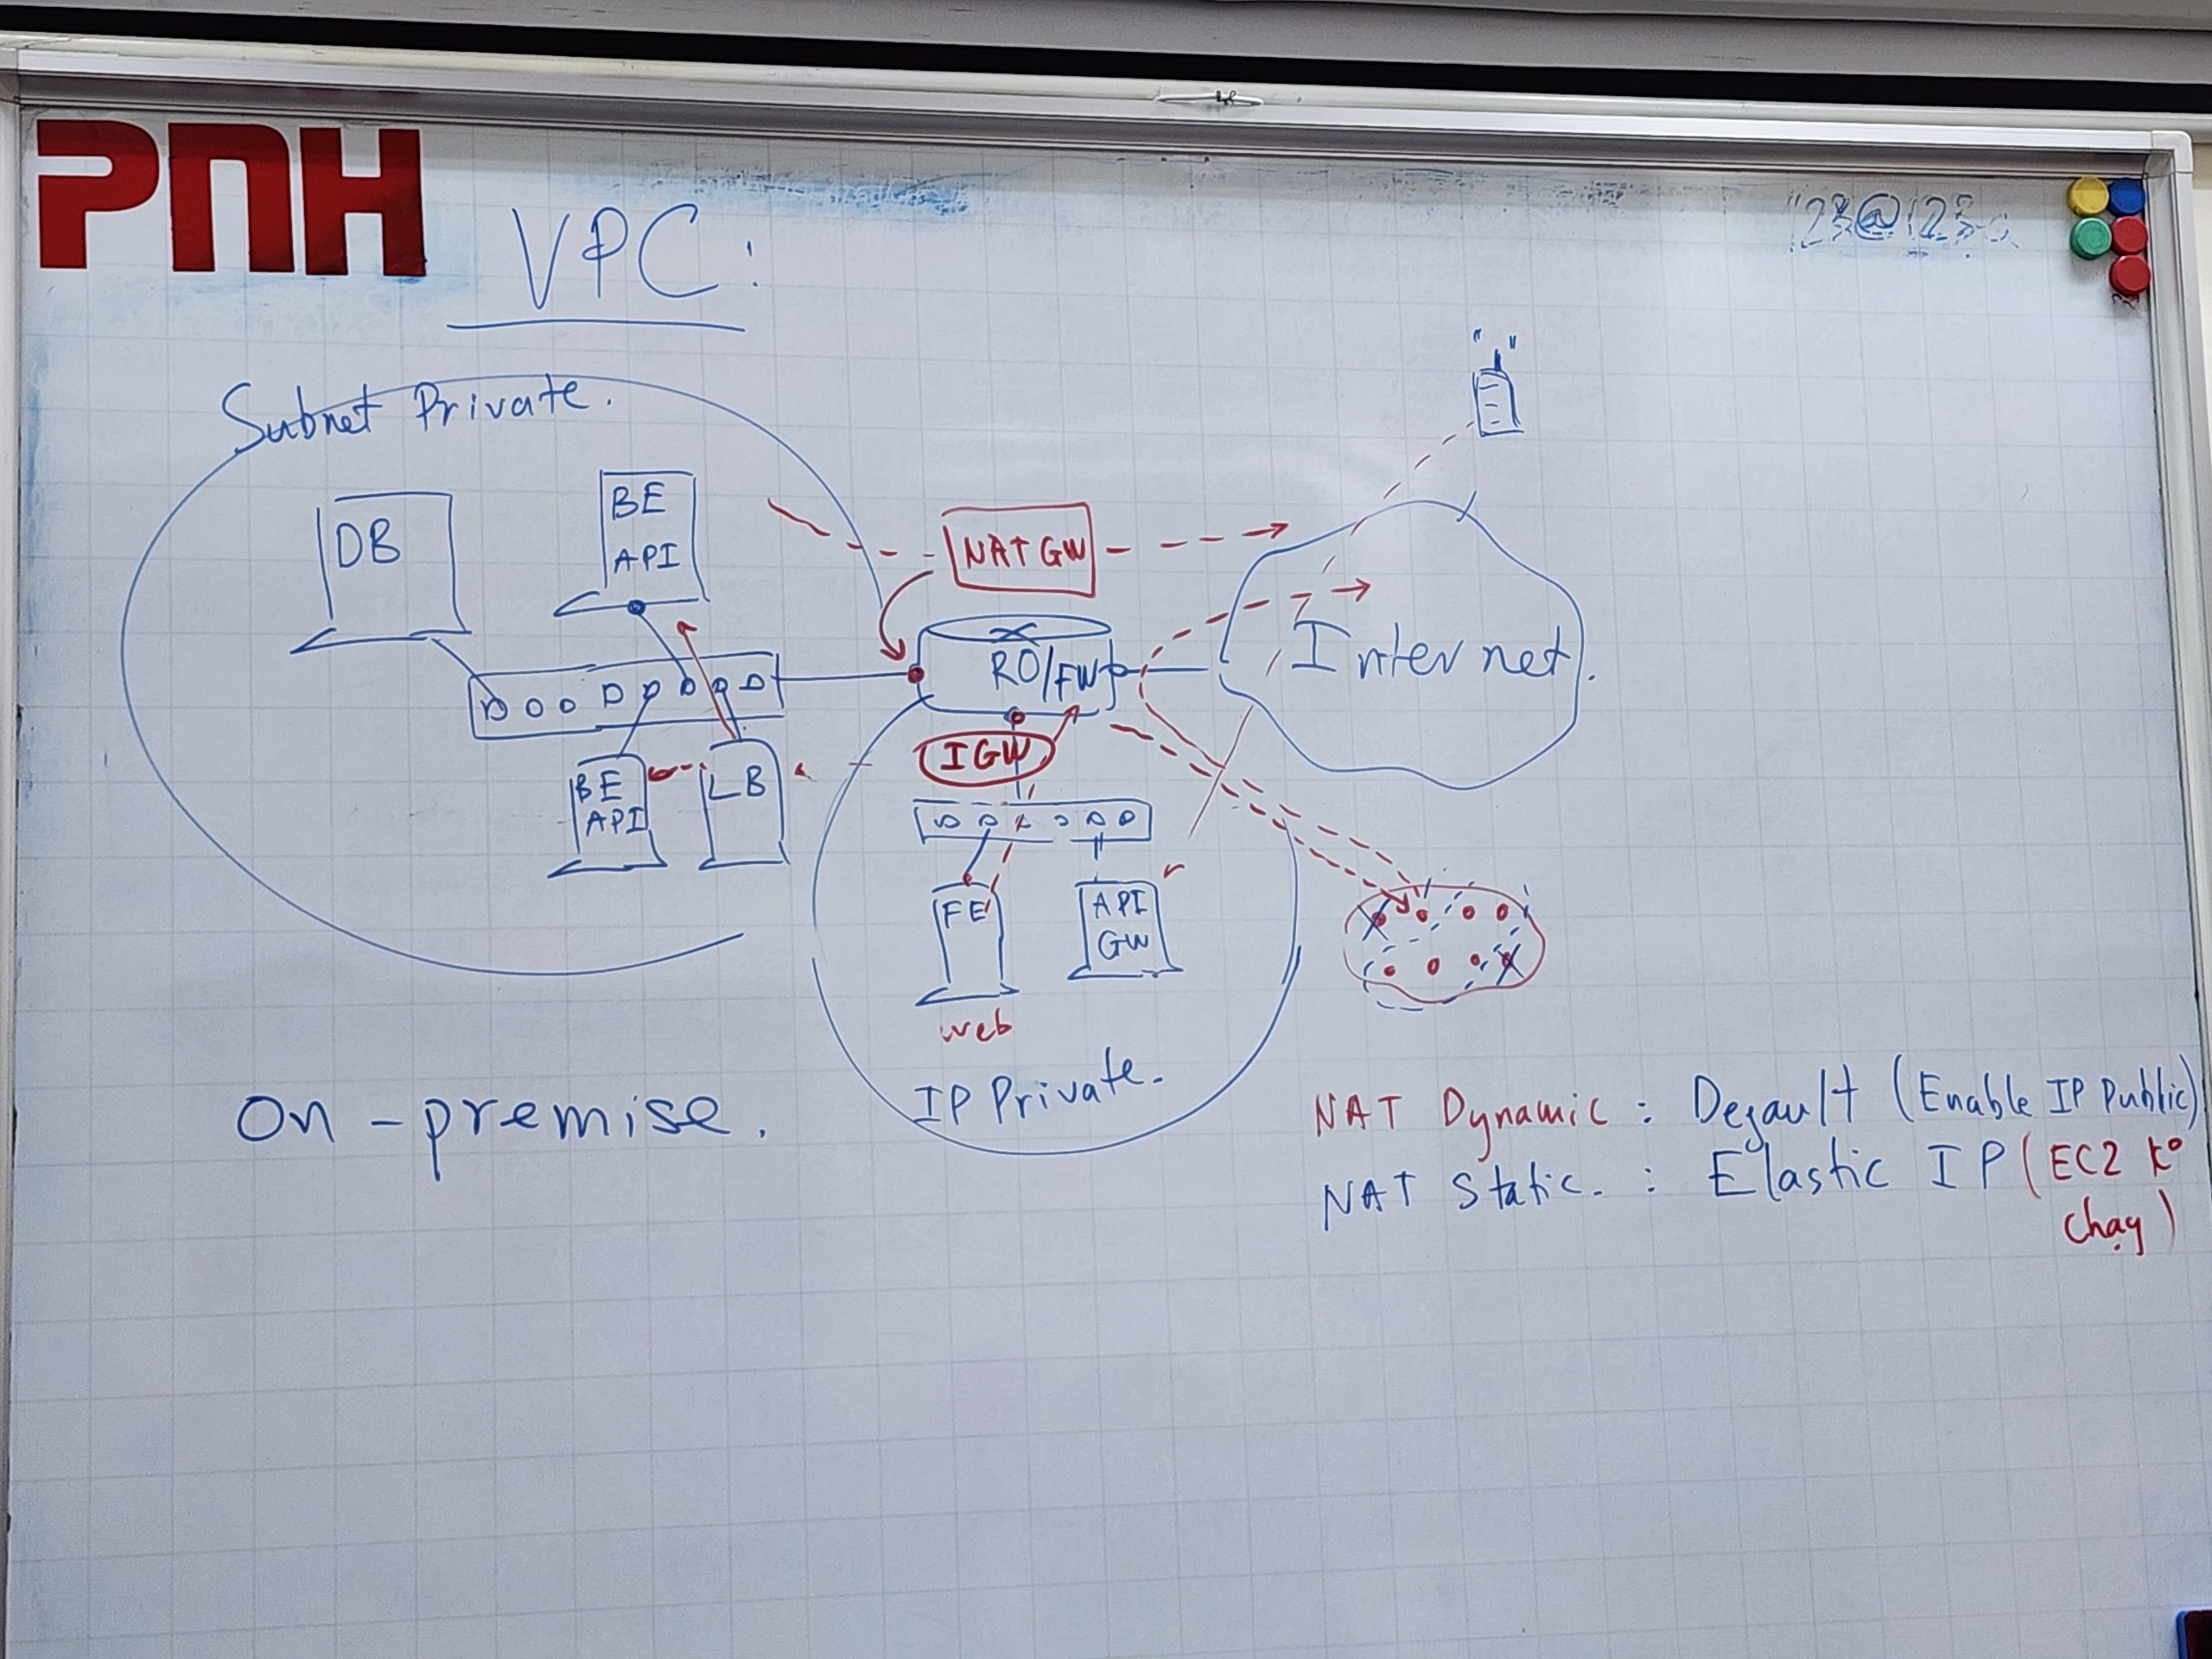 PNH
VPC:
123@123a
Subnet Private.
DB
BE
API
NAT GW
RO/FW
Internet.
IGW
BE
API
LB
FE
API
GW
web
IP Private.
On-premise.
NAT Dynamic : Default (Enable IP Public)
NAT Static. : Elastic IP (EC2 k°
chạy)